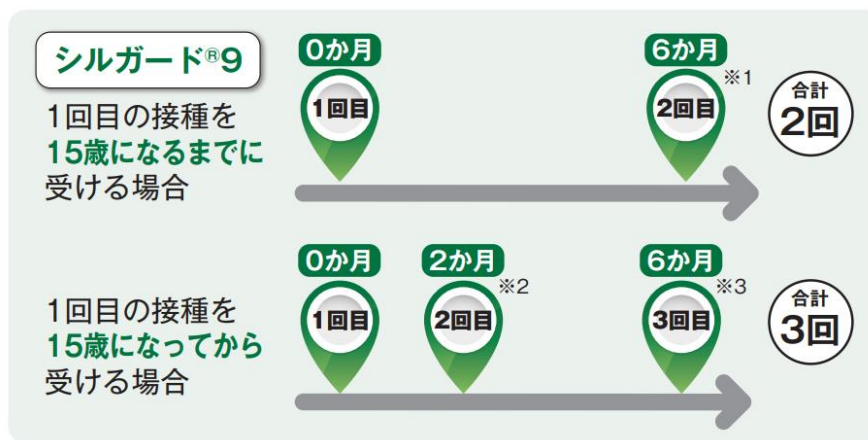 シルガード®9
1回目の接種を
15歳になるまでに
受ける場合
0か月
1回目
6か月
2回目
※1
合計
2回
1回目の接種を
15歳になってから
受ける場合
0か月
1回目
2か月
2回目
※2
6か月
3回目
※3
合計
3回